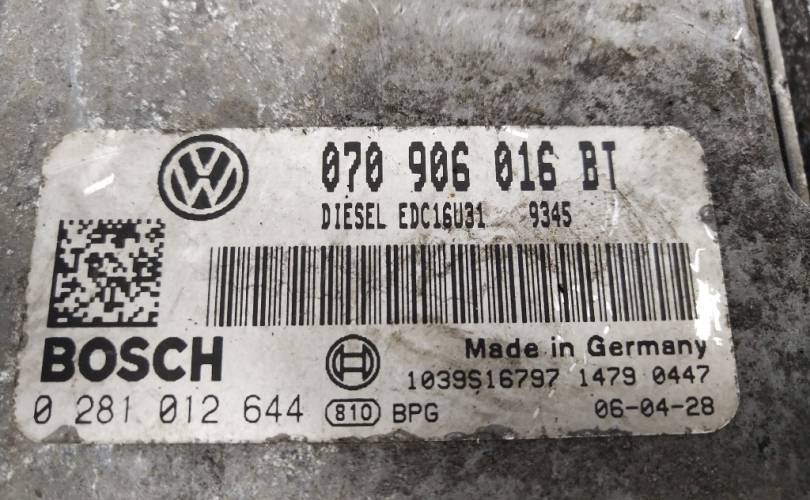 070 906 016 BT
DIESEL EDC16U31 9345
BOSCH
Made in Germany
1039S16797 1479 0447
0 281 012 644 810 BPG 06-04-28